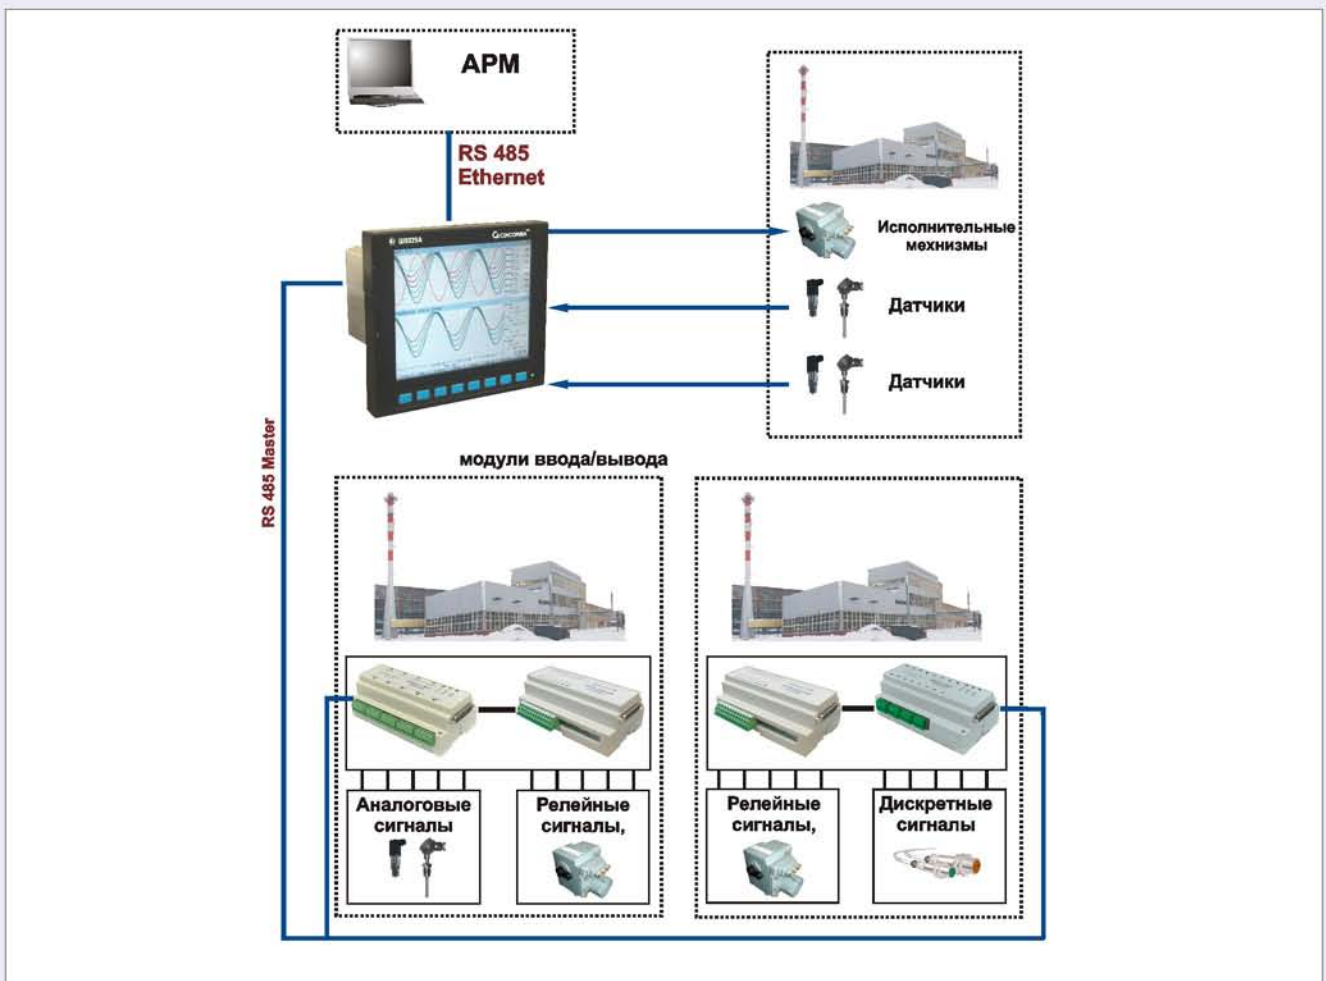 АРМ
RS 485
Ethernet
Ш9329А
Исполнительные
мехнизмы
Датчики
Датчики
RS 485 Master
модули ввода/вывода
Аналоговые
сигналы
Релейные
сигналы,
Релейные
сигналы,
Дискретные
сигналы